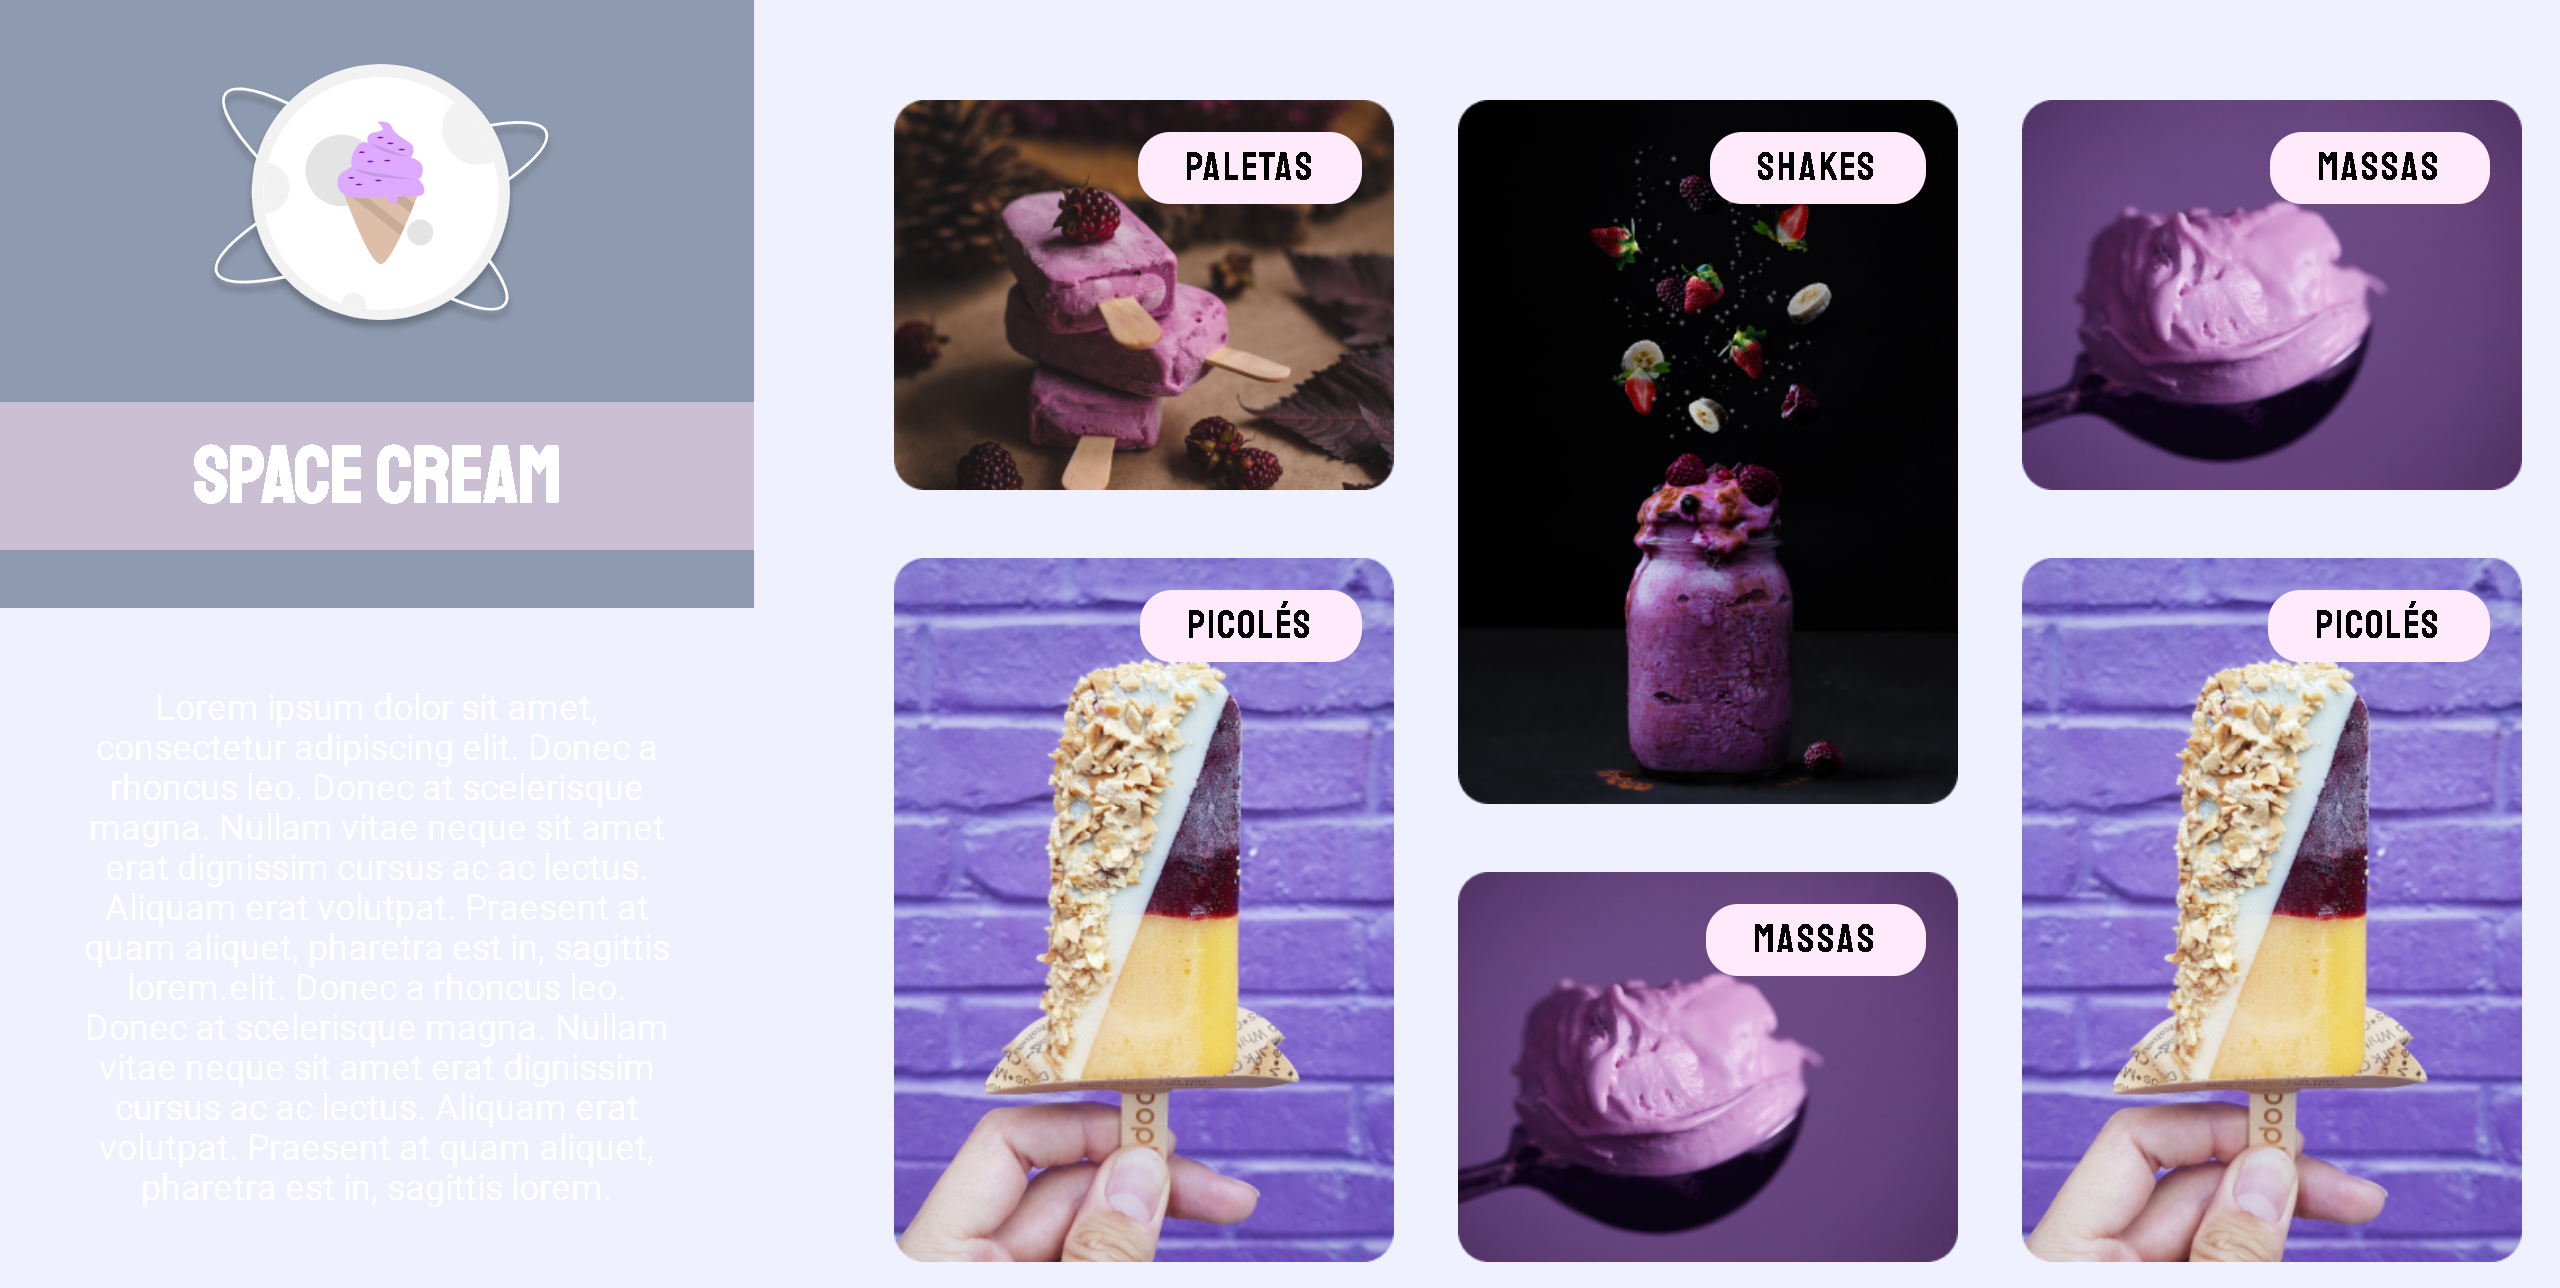 SPACE CREAM
Lorem ipsum dolor sit amet,
consectetur adipiscing elit. Donec a
rhoncus leo. Donec at scelerisque
magna. Nullam vitae neque sit amet
erat dignissim cursus ac ac lectus.
Aliquam erat volutpat. Praesent at
quam aliquet, pharetra est in, sagittis
lorem.elit. Donec a rhoncus leo.
Donec at scelerisque magna. Nullam
vitae neque sit amet erat dignissim
cursus ac ac lectus. Aliquam erat
volutpat. Praesent at quam aliquet,
pharetra est in, sagittis lorem.
PALETAS
SHAKES
MASSAS
PICOLÉS
MASSAS
PICOLÉS